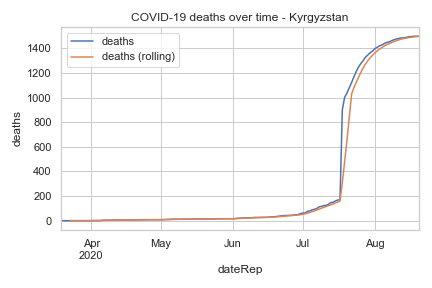 COVID-19 deaths over time - Kyrgyzstan
deaths
deaths (rolling)
1400
1200
1000
800
600
400
200
0
deaths
Apr May Jun Jul Aug
2020
dateRep